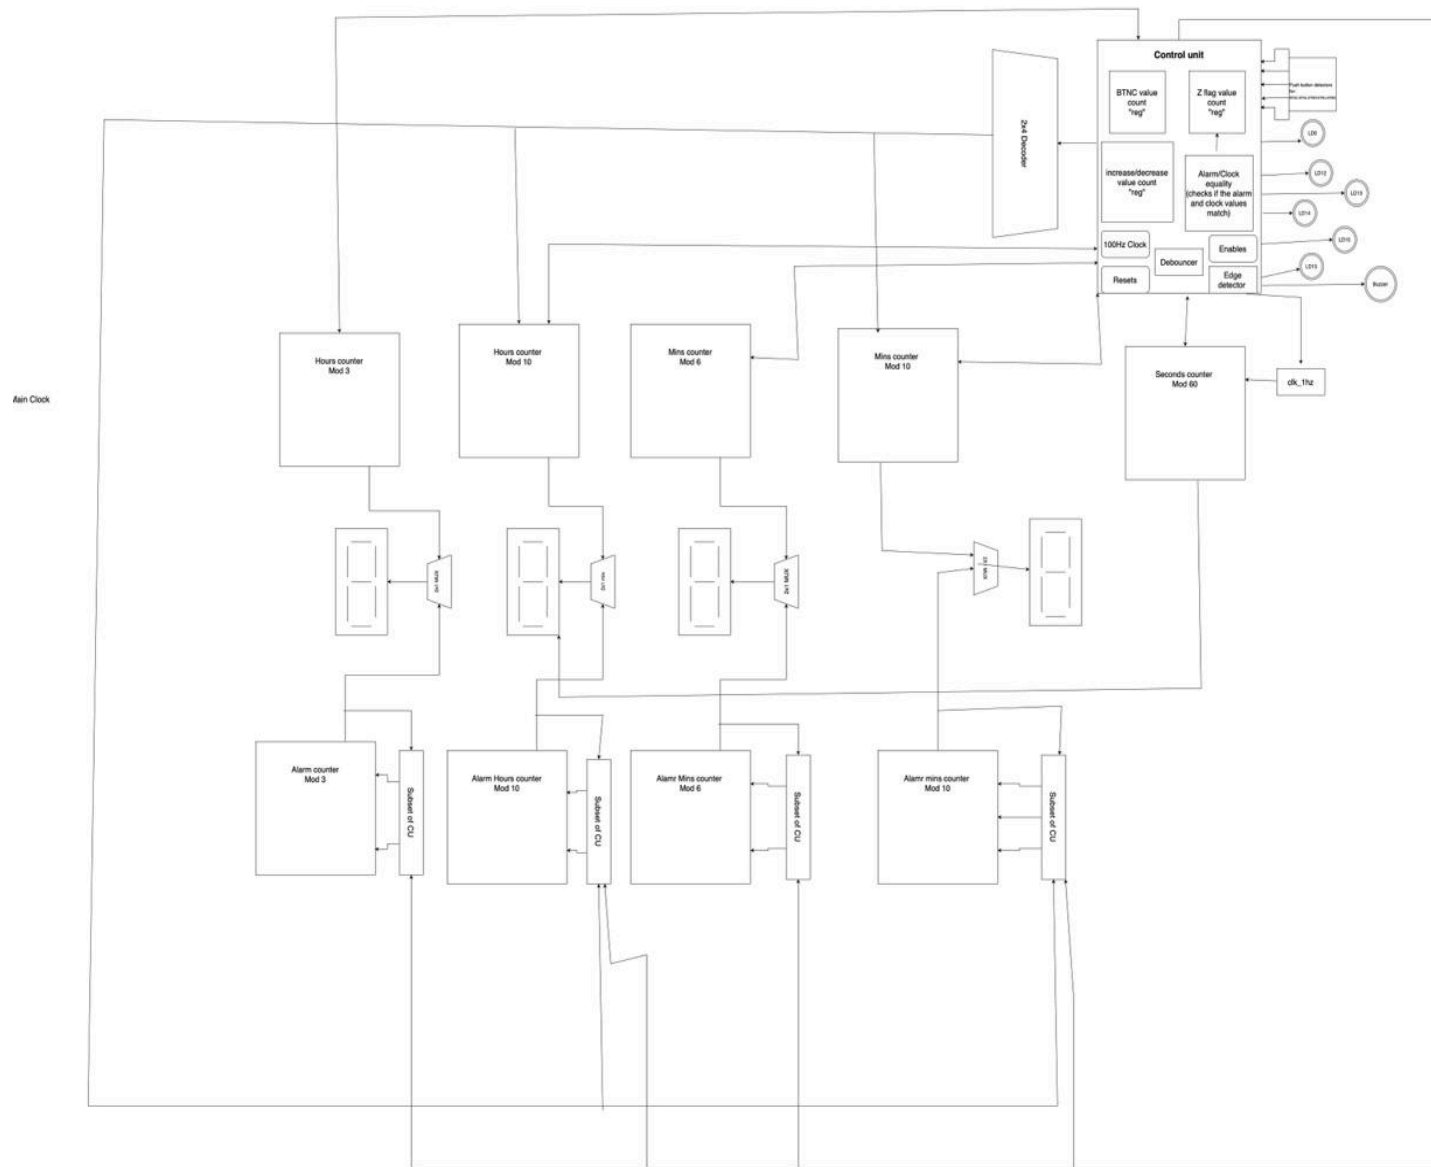 Control unit
BTNC value
count
"reg"
Z flag value
count
"reg"
Push button detectors
for
LD0
2x4 Decoder
increase/decrease
value count
"reg"
Alarm/Clock
equality
(checks if the alarm
and clock values
match)
LD12
LD13
LD14
100Hz Clock
Enables
LD15
Debouncer
Resets
Edge
detector
LD15
Buzzer
Hours counter
Mod 3
Hours counter
Mod 10
Mins counter
Mod 6
Mins counter
Mod 10
Seconds counter
Mod 60
clk_1hz
Main Clock
2x1 MUX
2x1 mux
2x1 MUX
2x1 MUX
Alarm counter
Mod 3
Subset of CU
Alarm Hours counter
Mod 10
Subset of CU
Alamr Mins counter
Mod 6
Subset of CU
Alamr mins counter
Mod 10
Subset of CU